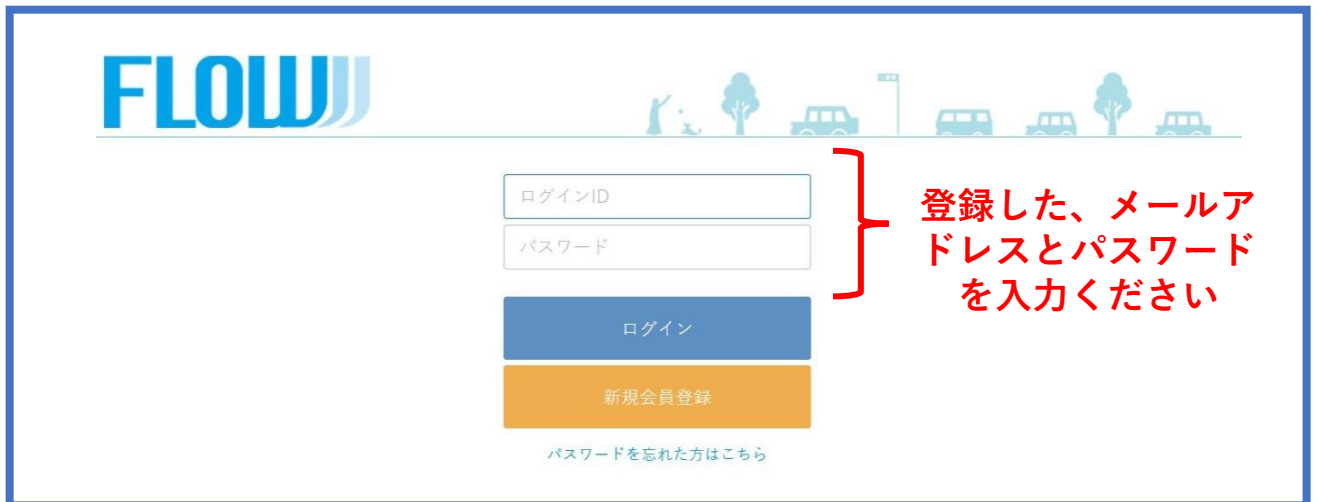 FLOW
ログインID
パスワード
登録した、メールア
ドレスとパスワード
を入力ください
ログイン
新規会員登録
パスワードを忘れた方はこちら